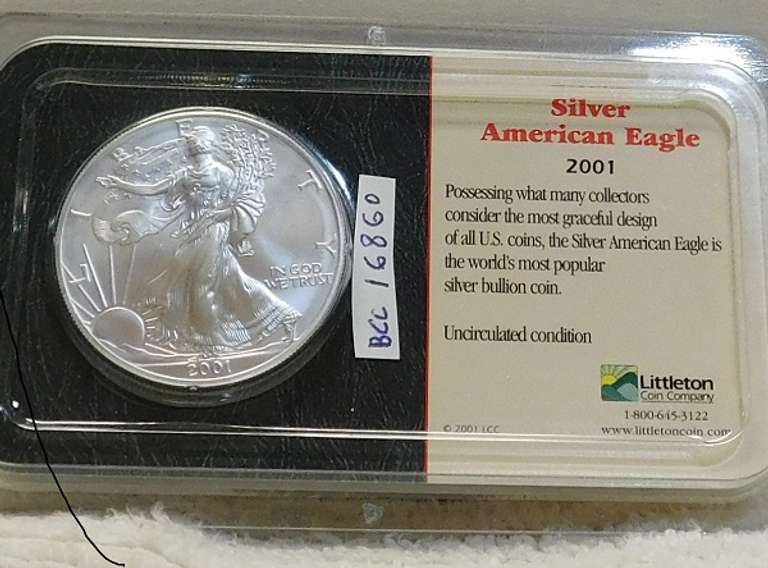 LIBERTY
IN GOD
WE TRUST
2001
BCC 16860
Silver
American Eagle
2001
Possessing what many collectors
consider the most graceful design
of all U.S. coins, the Silver American Eagle is
the world's most popular
silver bullion coin.
Uncirculated condition
Littleton
Coin Company
1-800-645-3122
© 2001 LCC
www.littletoncoin.com